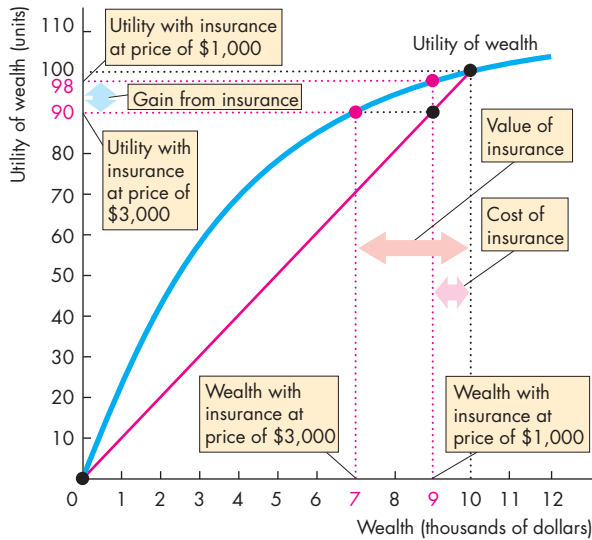 Utility of wealth (units)
110
100
98
90
80
70
60
50
40
30
20
10
Utility with insurance
at price of $1,000
Utility of wealth
Gain from insurance
Utility with
insurance
at price of
$3,000
Value of
insurance
Cost of
insurance
Wealth with
insurance at
price of $3,000
Wealth with
insurance at
price of $1,000
0 1 2 3 4 5 6 7 8 9 10 11 12
Wealth (thousands of dollars)